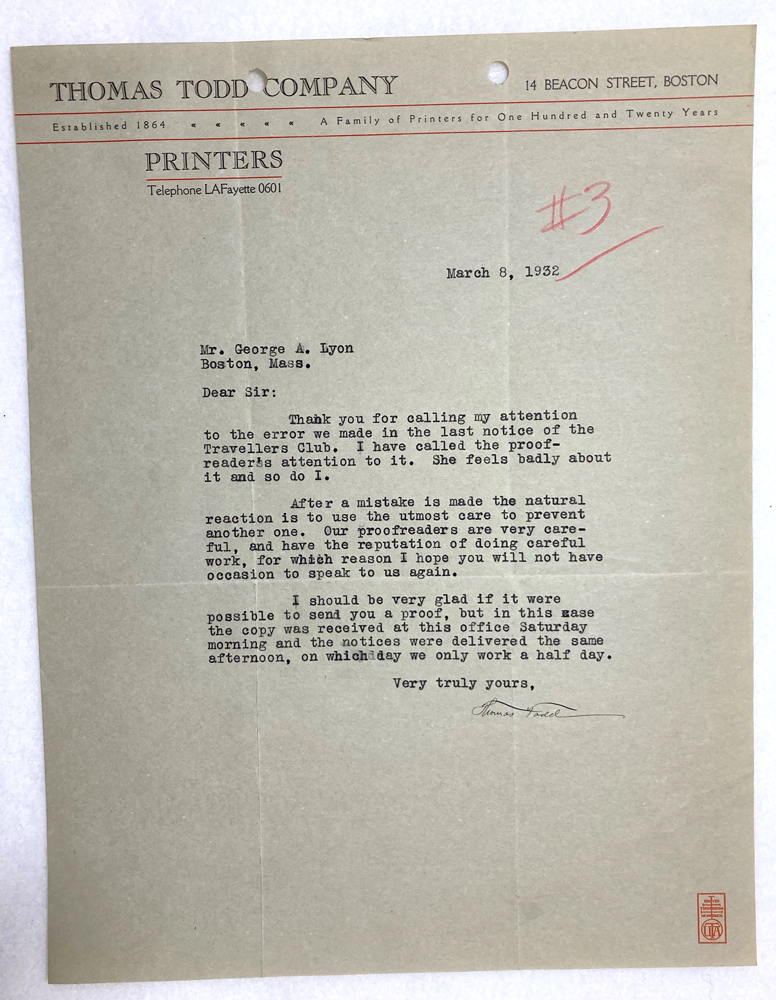 THOMAS TODD COMPANY
14 BEACON STREET, BOSTON
Established 1864 « « « « « A Family of Printers for One Hundred and Twenty Years
PRINTERS
Telephone LAFayette 0601
#3
March 8, 1932
Mr. George A. Lyon
Boston, Mass.
Dear Sir:
Thank you for calling my attention
to the error we made in the last notice of the
Travellers Club. I have called the proof-
reader's attention to it. She feels badly about
it and so do I.
After a mistake is made the natural
reaction is to use the utmost care to prevent
another one. Our proofreaders are very care-
ful, and have the reputation of doing careful
work, for which reason I hope you will not have
occasion to speak to us again.
I should be very glad if it were
possible to send you a proof, but in this case
the copy was received at this office Saturday
morning and the notices were delivered the same
afternoon, on which day we only work a half day.
Very truly yours,
Thomas Todd